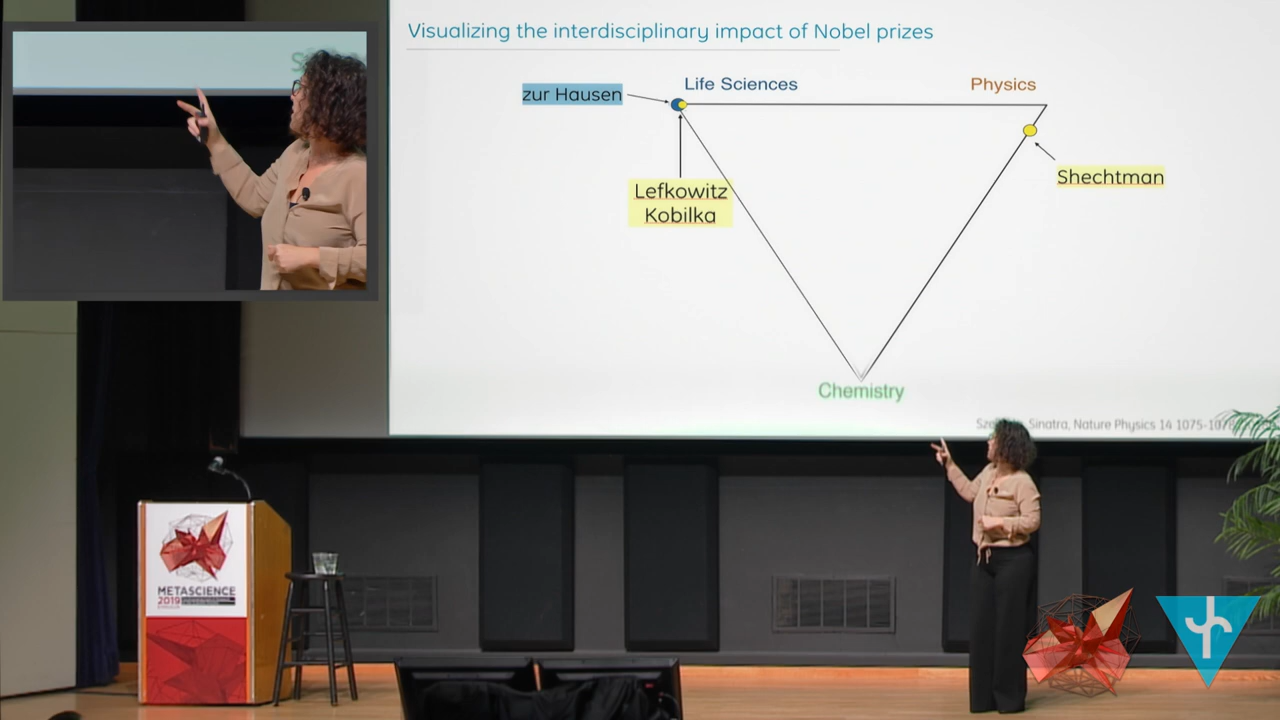 Visualizing the interdisciplinary impact of Nobel prizes
Life Sciences
Physics
zur Hausen
Shechtman
Lefkowitz
Kobilka
Chemistry
Sinatra, Nature Physics 14 1075-107
METASCIENCE
2019